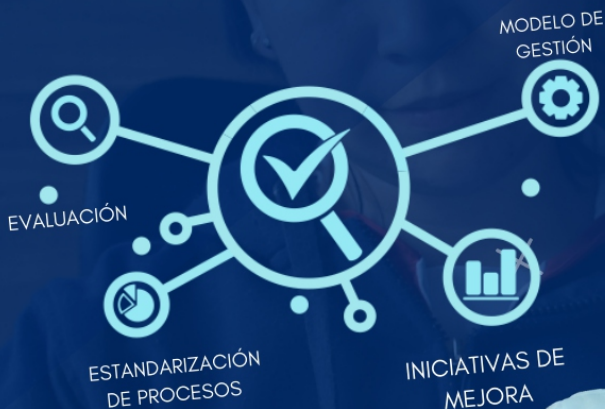 MODELO DE
GESTIÓN
EVALUACIÓN
ESTANDARIZACIÓN
DE PROCESOS
INICIATIVAS DE
MEJORA